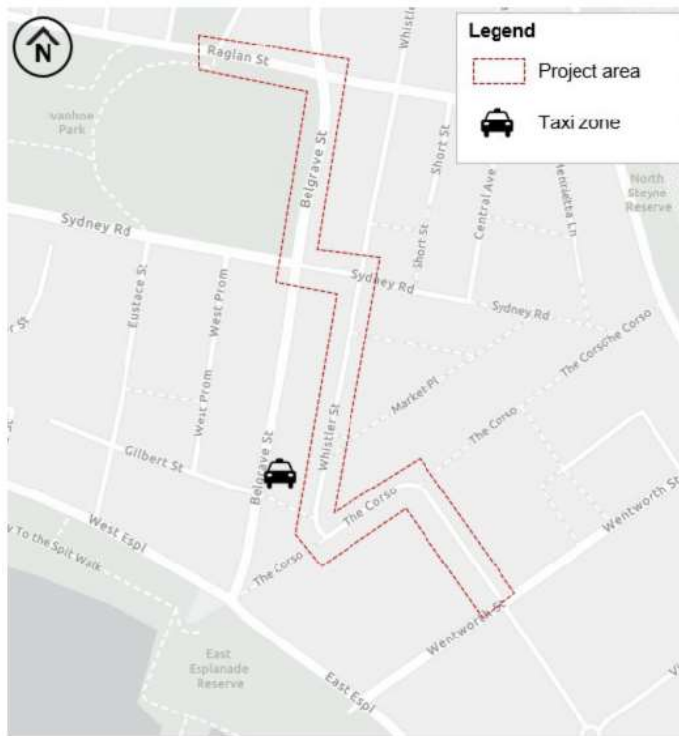 N
Legend
Project area
Taxi zone
Raglan St
Whistler
Ivanhoe
Park
Belgrave St
Short St
Central Ave
Henrietta Ln
North
Steyne
Reserve
Sydney Rd
Short St
Sydney Rd
Sydney Rd
Eustace St
West Prom
West Prom
er St
The Corso
The Corso
Market Pl
The Corso
Whistler St
Gilbert St
Belgrave St
The Corso
Wentworth St
West Espl
y To the Spit Walk
The Corso
Wentworth St
East
Esplanade
Reserve
East Espl